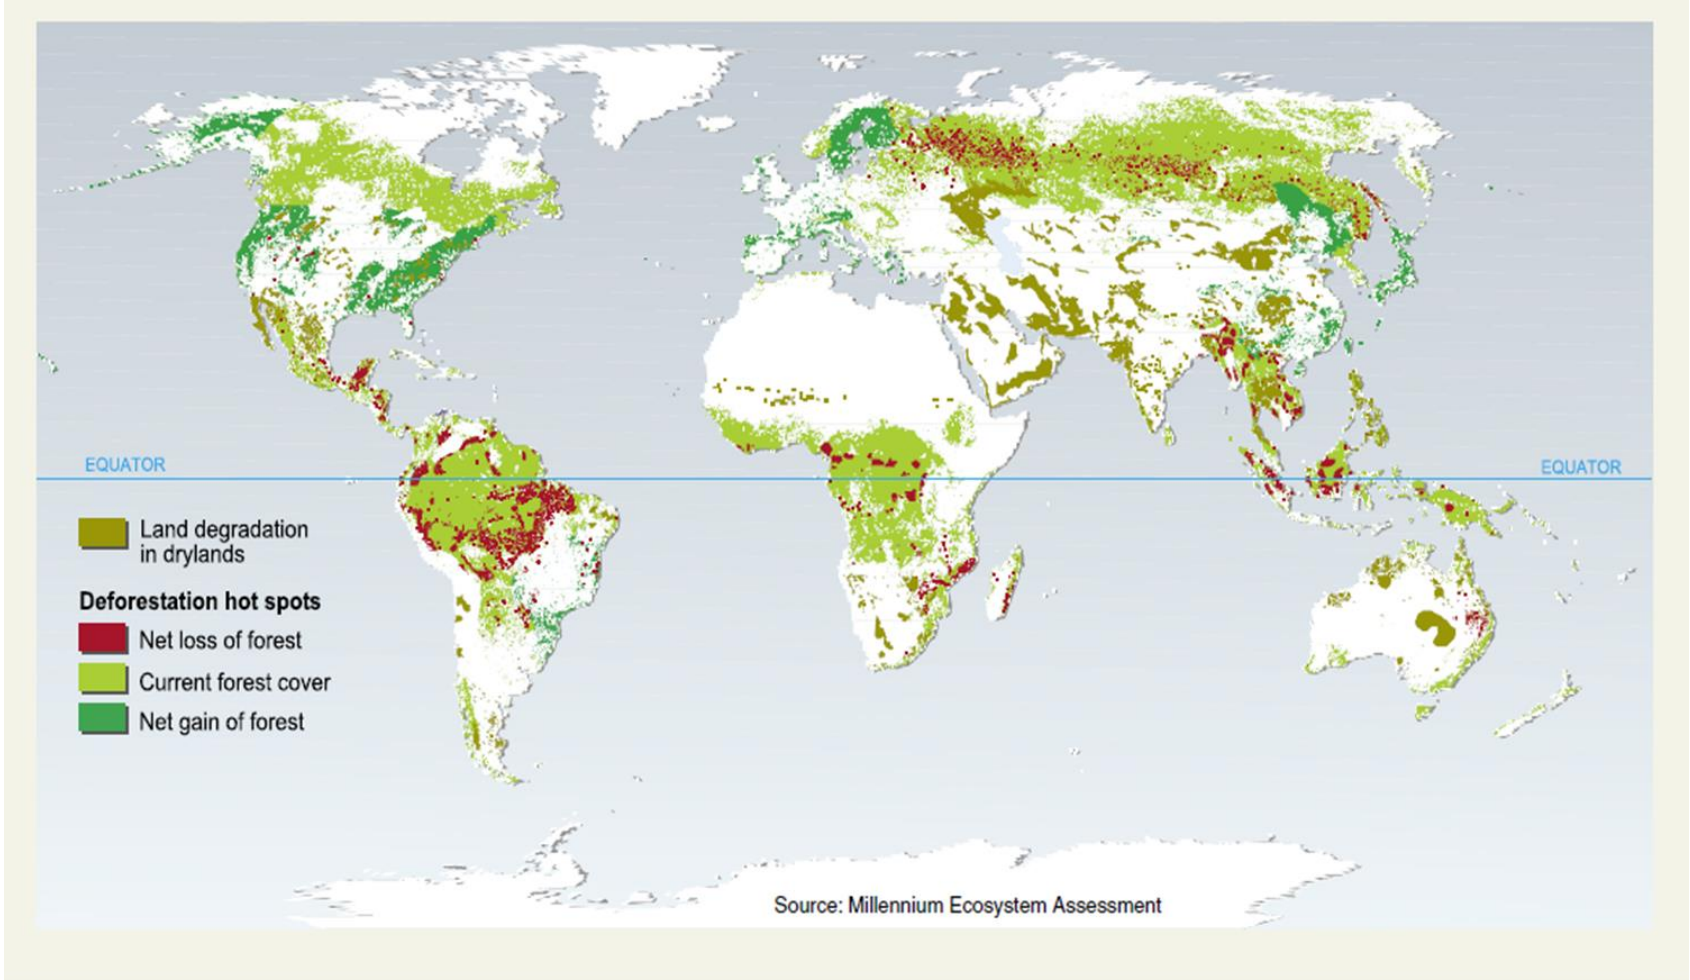 EQUATOR
EQUATOR
Land degradation
in drylands
Deforestation hot spots
Net loss of forest
Current forest cover
Net gain of forest
Source: Millennium Ecosystem Assessment